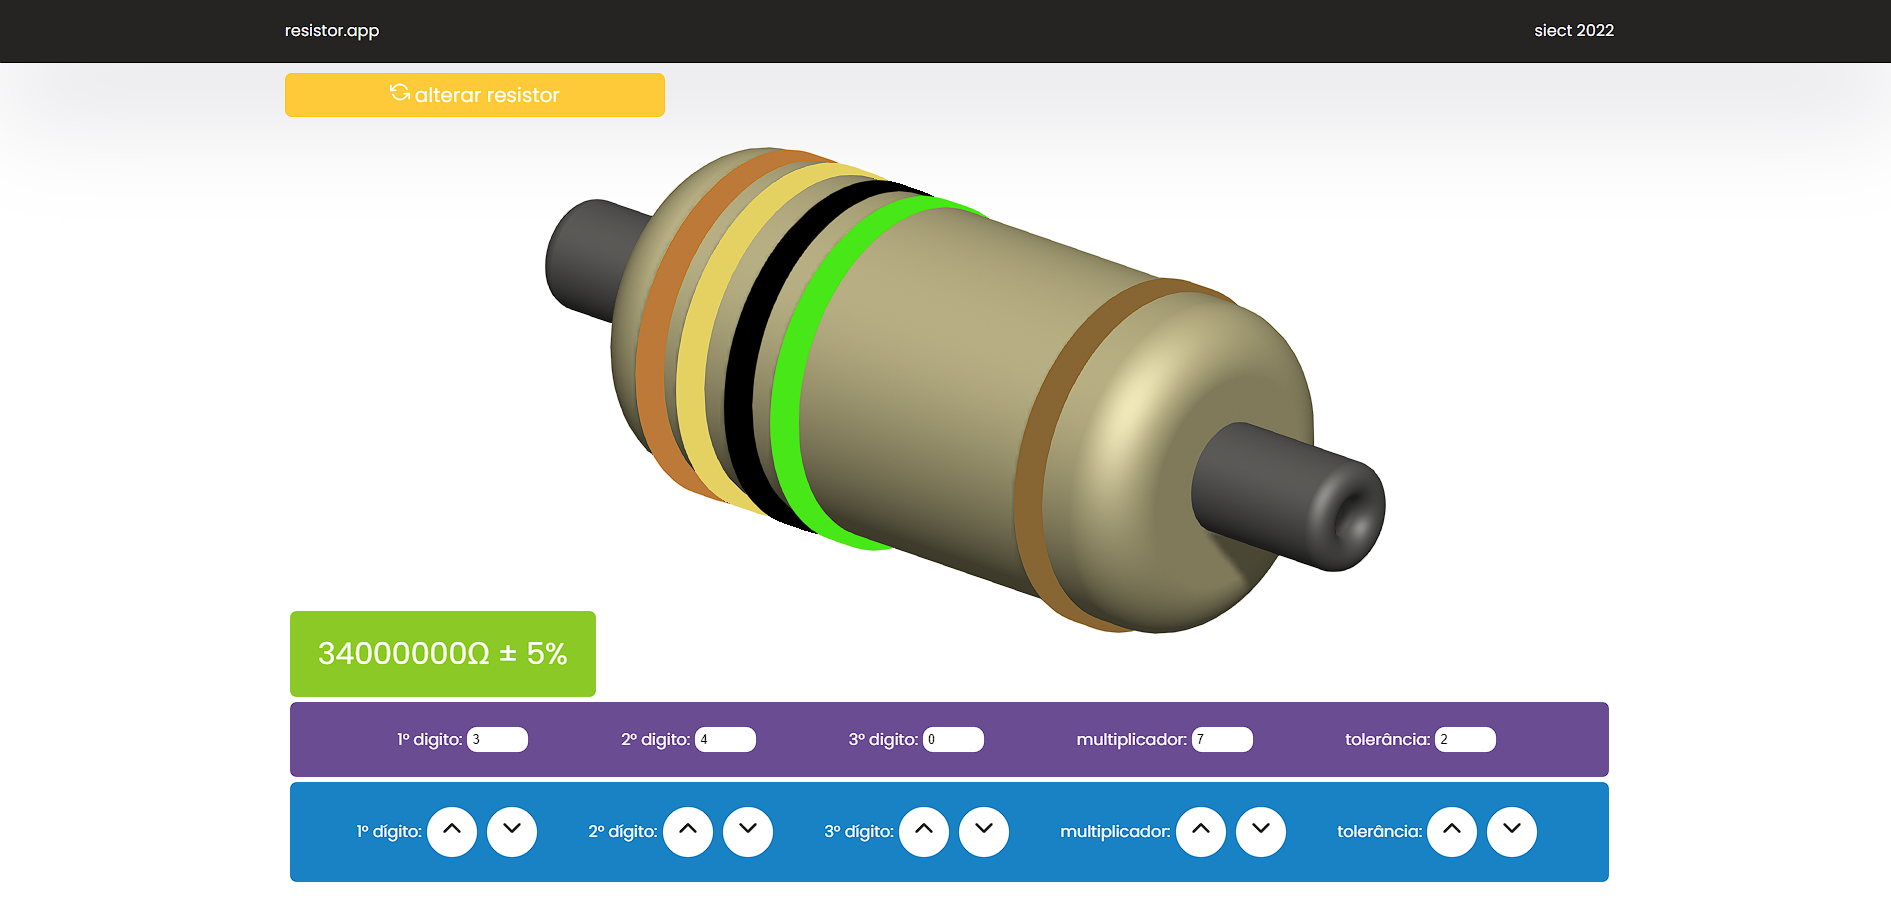 resistor.app
siect 2022
alterar resistor
34000000Ω ± 5%
1º digito: 3 2º digito: 4 3º digito: 0 multiplicador: 7 tolerância: 2
1º dígito: 2º dígito: 3º dígito: multiplicador: tolerância: